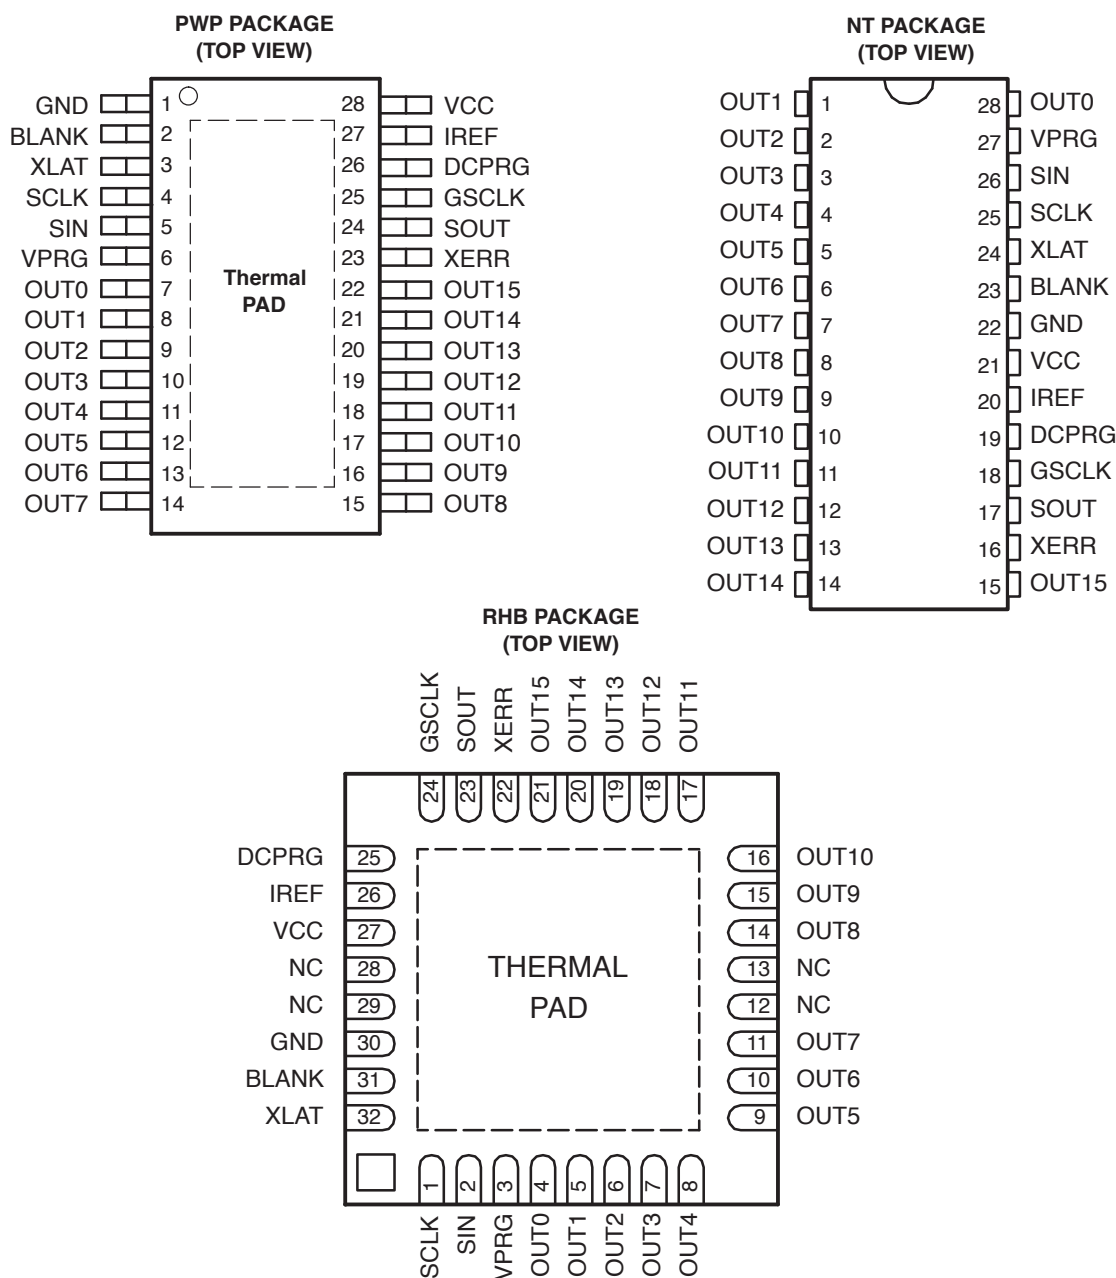 PWP PACKAGE
(TOP VIEW)
GND 1 28 VCC
BLANK 2 27 IREF
XLAT 3 26 DCPRG
SCLK 4 25 GSCLK
SIN 5 24 SOUT
VPRG 6 23 XERR
OUT0 7 22 OUT15
OUT1 8 21 OUT14
OUT2 9 20 OUT13
OUT3 10 19 OUT12
OUT4 11 18 OUT11
OUT5 12 17 OUT10
OUT6 13 16 OUT9
OUT7 14 15 OUT8
Thermal
PAD
NT PACKAGE
(TOP VIEW)
OUT1 1 28 OUT0
OUT2 2 27 VPRG
OUT3 3 26 SIN
OUT4 4 25 SCLK
OUT5 5 24 XLAT
OUT6 6 23 BLANK
OUT7 7 22 GND
OUT8 8 21 VCC
OUT9 9 20 IREF
OUT10 10 19 DCPRG
OUT11 11 18 GSCLK
OUT12 12 17 SOUT
OUT13 13 16 XERR
OUT14 14 15 OUT15
RHB PACKAGE
(TOP VIEW)
GSCLK SOUT XERR OUT15 OUT14 OUT13 OUT12 OUT11
24 23 22 21 20 19 18 17
DCPRG 25 16 OUT10
IREF 26 15 OUT9
VCC 27 14 OUT8
NC 28 13 NC
NC 29 12 NC
GND 30 11 OUT7
BLANK 31 10 OUT6
XLAT 32 9 OUT5
THERMAL
PAD
1 2 3 4 5 6 7 8
SCLK SIN VPRG OUT0 OUT1 OUT2 OUT3 OUT4